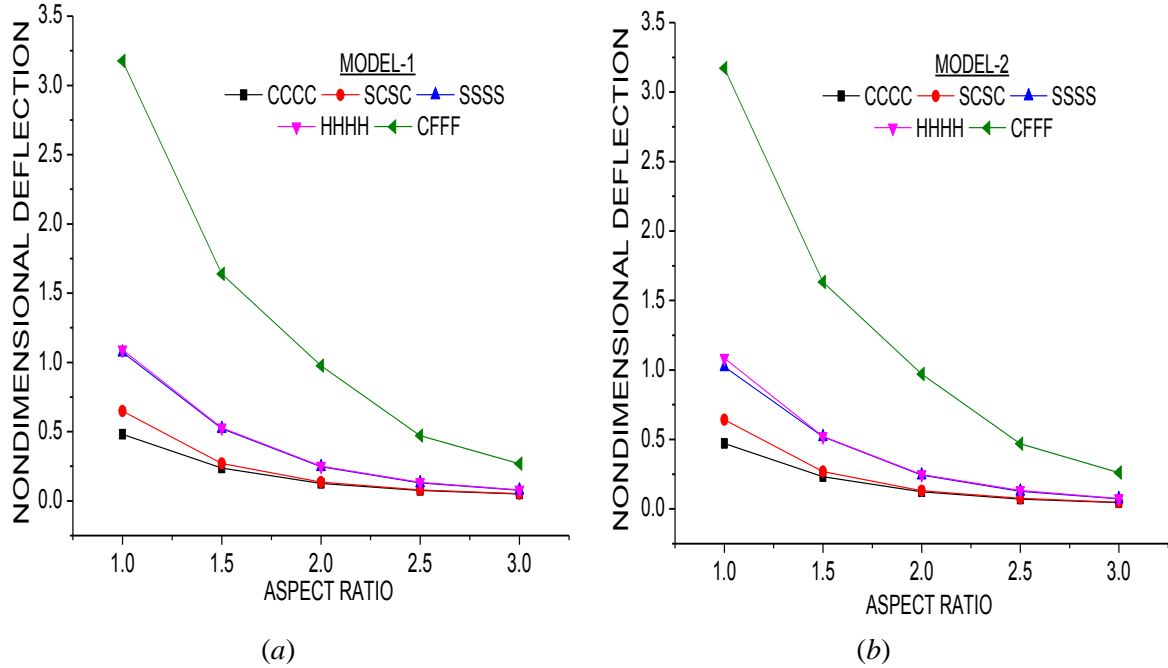 NONDIMENSIONAL DEFLECTION
3.5
3.0
2.5
2.0
1.5
1.0
0.5
0.0
MODEL-1
CCCC SCSC SSSS
HHHH CFFF
1.0 1.5 2.0 2.5 3.0
ASPECT RATIO
(a)
NONDIMENSIONAL DEFLECTION
3.5
3.0
2.5
2.0
1.5
1.0
0.5
0.0
MODEL-2
CCCC SCSC SSSS
HHHH CFFF
1.0 1.5 2.0 2.5 3.0
ASPECT RATIO
(b)